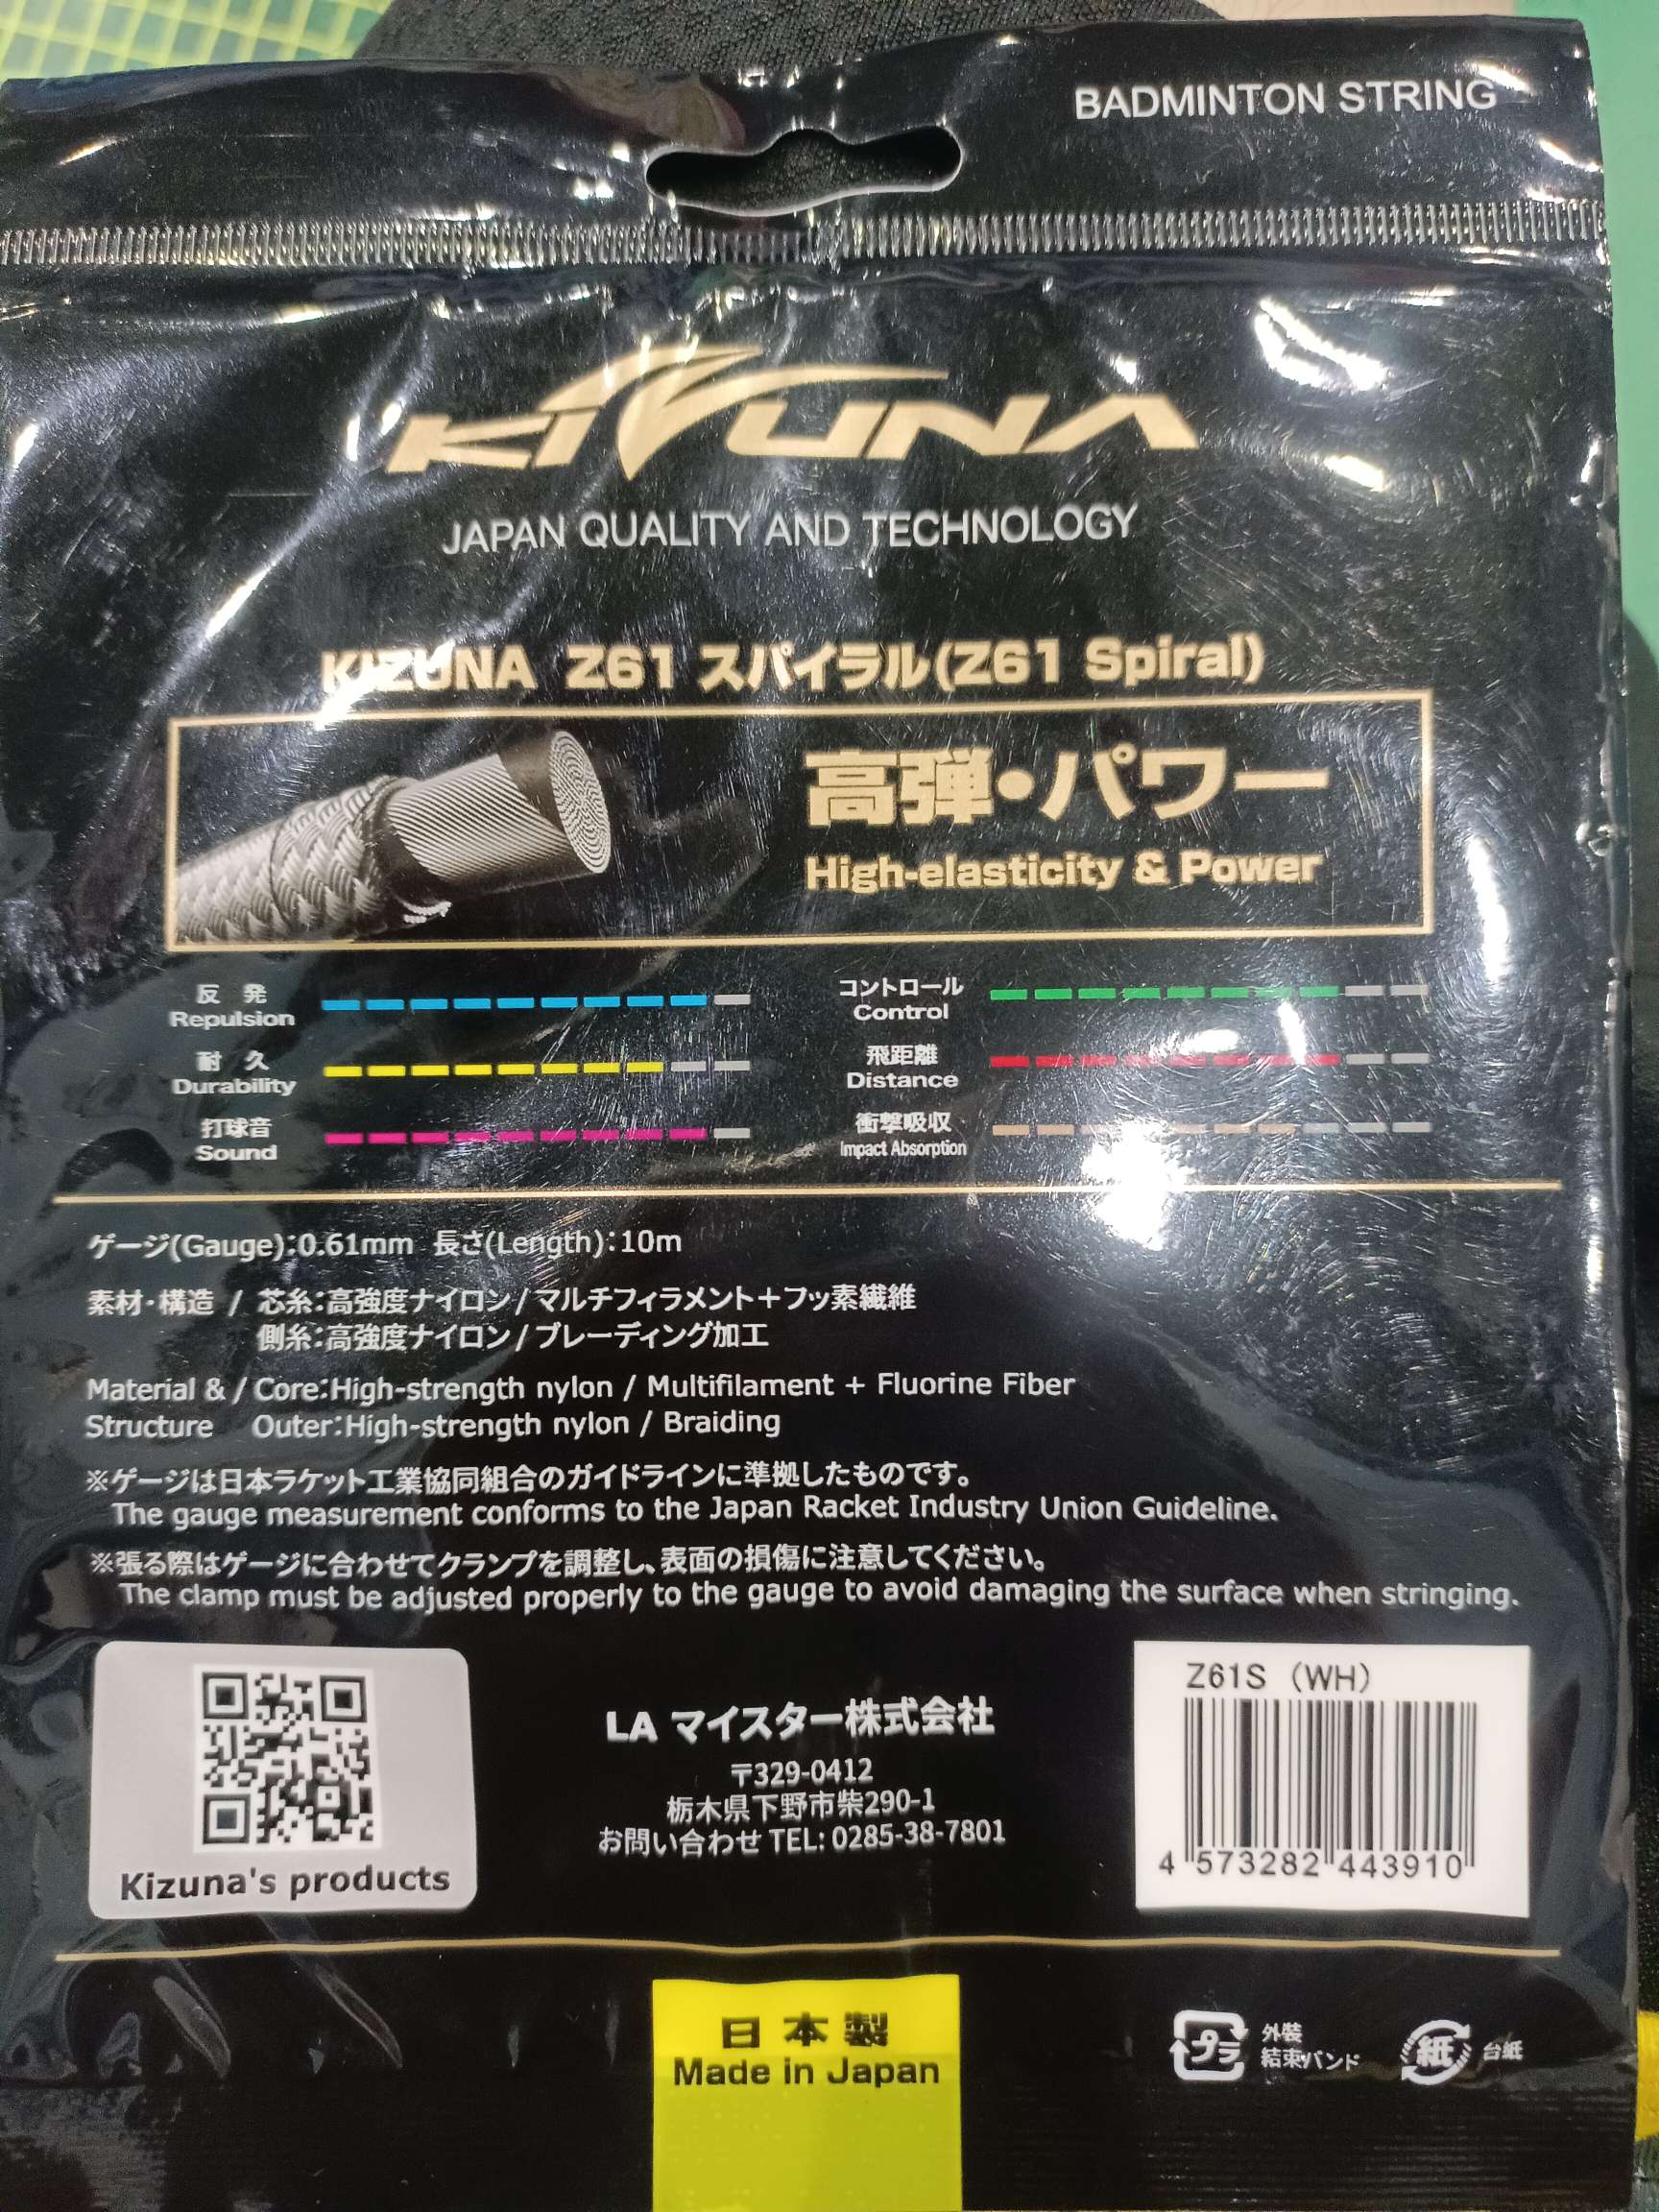 BADMINTON STRING
KIZUNA
JAPAN QUALITY AND TECHNOLOGY
KIZUNA Z61 スパイラル(Z61 Spiral)
高弾・パワー
High-elasticity & Power
反 発
Repulsion
コントロール
Control
耐 久
Durability
飛距離
Distance
打球音
Sound
衝撃吸収
Impact Absorption
ゲージ(Gauge):0.61mm 長さ(Length):10m
素材・構造 / 芯糸:高強度ナイロン/マルチフィラメント+フッ素繊維
側糸:高強度ナイロン/ブレーディング加工
Material & / Core:High-strength nylon / Multifilament + Fluorine Fiber
Structure Outer:High-strength nylon / Braiding
※ゲージは日本ラケット工業協同組合のガイドラインに準拠したものです。
The gauge measurement conforms to the Japan Racket Industry Union Guideline.
※張る際はゲージに合わせてクランプを調整し、表面の損傷に注意してください。
The clamp must be adjusted properly to the gauge to avoid damaging the surface when stringing.
Kizuna's products
LA マイスター株式会社
〒329-0412
栃木県下野市柴290-1
お問い合わせ TEL: 0285-38-7801
Z61S (WH)
4 573282 443910
日本製
Made in Japan
プラ
外装
結束バンド
紙
台紙